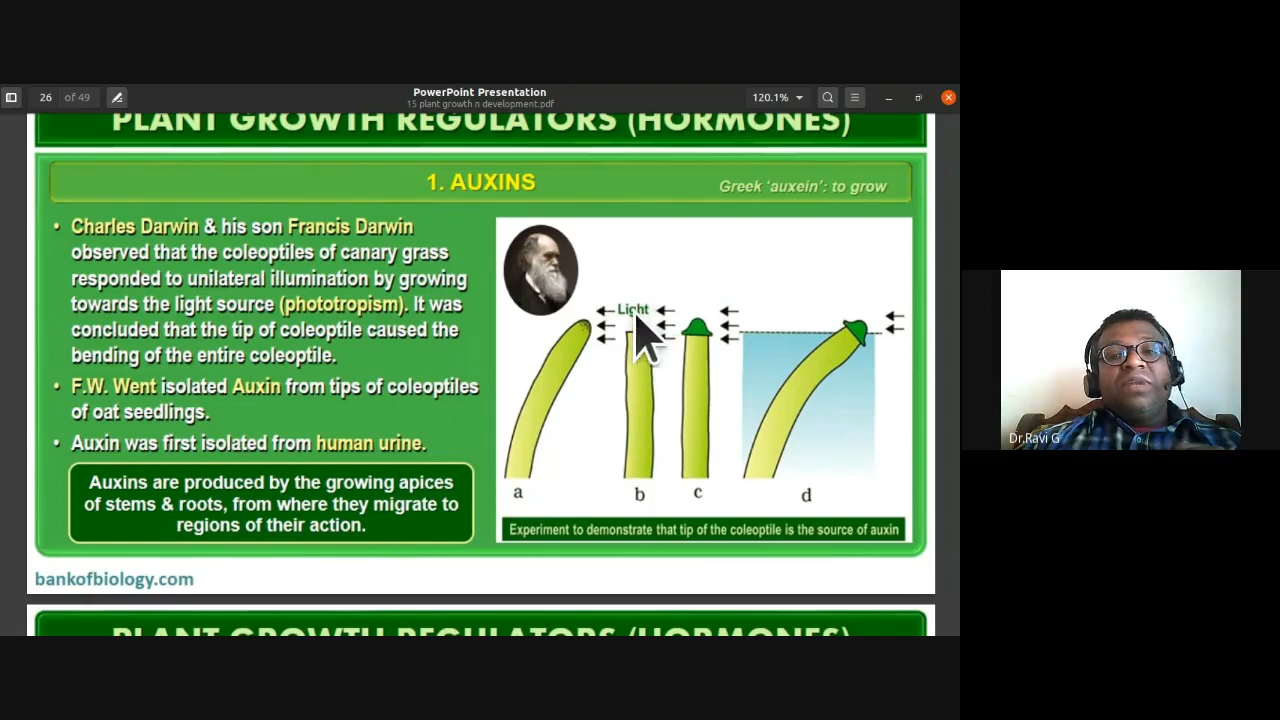 26 of 49
PowerPoint Presentation
15 plant growth n development.pdf
120.1%
PLANT GROWTH REGULATORS (HORMONES)
1. AUXINS
Greek 'auxein': to grow
• Charles Darwin & his son Francis Darwin
observed that the coleoptiles of canary grass
responded to unilateral illumination by growing
towards the light source (phototropism). It was
concluded that the tip of coleoptile caused the
bending of the entire coleoptile.
• F.W. Went isolated Auxin from tips of coleoptiles
of oat seedlings.
• Auxin was first isolated from human urine.
Auxins are produced by the growing apices
of stems & roots, from where they migrate to
regions of their action.
Light
a
b
c
d
Experiment to demonstrate that tip of the coleoptile is the source of auxin
bankofbiology.com
PLANT GROWTH REGULATORS (HORMONES)
Dr.Ravi G